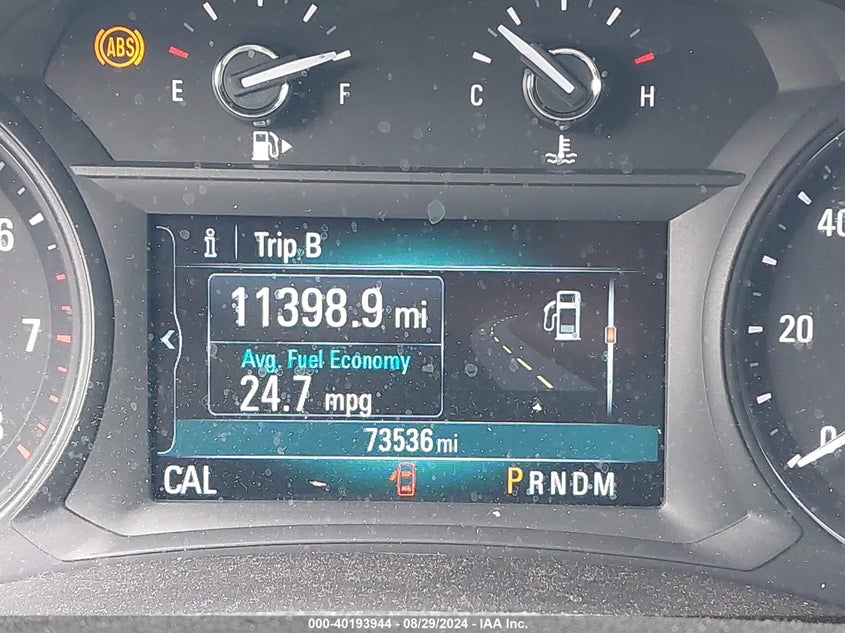 ABS
E F
C H
6
7
40
20
0
i | Trip B
11398.9 mi
Avg. Fuel Economy
24.7 mpg
73536 mi
CAL
PRNDM
000-40193944 - 08/29/2024 - IAA Inc.